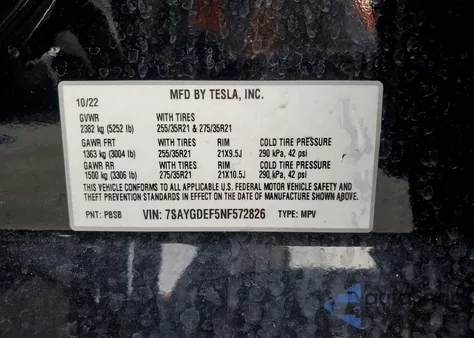 MFD BY TESLA, INC.
10/22
GVWR WITH TIRES
2382 kg (5252 lb) 255/35R21 & 275/35R21
GAWR FRT WITH TIRES RIM COLD TIRE PRESSURE
1363 kg (3004 lb) 255/35R21 21X9.5J 290 kPa, 42 psi
GAWR RR WITH TIRES RIM COLD TIRE PRESSURE
1500 kg (3306 lb) 275/35R21 21X10.5J 290 kPa, 42 psi
THIS VEHICLE CONFORMS TO ALL APPLICABLE U.S. FEDERAL MOTOR VEHICLE SAFETY AND
THEFT PREVENTION STANDARDS IN EFFECT ON THE DATE OF MANUFACTURE SHOWN ABOVE.
PNT: PBSB VIN: 7SAYGDEF5NF572826 TYPE: MPV